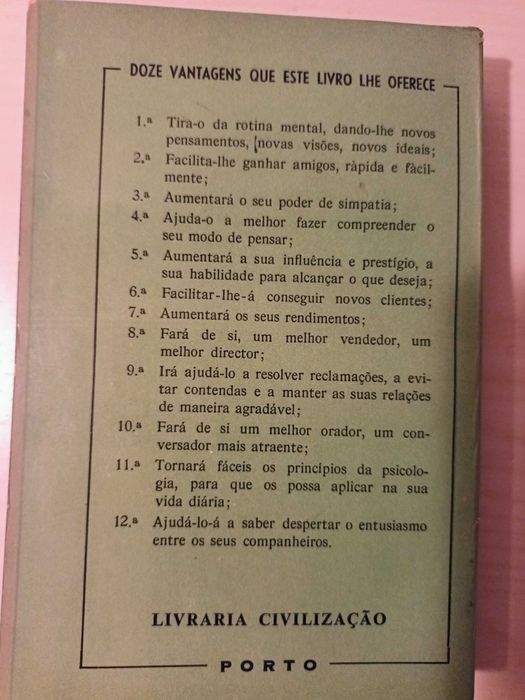 DOZE VANTAGENS QUE ESTE LIVRO LHE OFERECE
1.ª Tira-o da rotina mental, dando-lhe novos
pensamentos, novas visões, novos ideais;
2.ª Facilita-lhe ganhar amigos, ràpida e fàcil-
mente;
3.ª Aumentará o seu poder de simpatia;
4.ª Ajuda-o a melhor fazer compreender o
seu modo de pensar;
5.ª Aumentará a sua influência e prestígio, a
sua habilidade para alcançar o que deseja;
6.ª Facilitar-lhe-á conseguir novos clientes;
7.ª Aumentará os seus rendimentos;
8.ª Fará de si, um melhor vendedor, um
melhor director;
9.ª Irá ajudá-lo a resolver reclamações, a evi-
tar contendas e a manter as suas relações
de maneira agradável;
10.ª Fará de si um melhor orador, um con-
versador mais atraente;
11.ª Tornará fáceis os princípios da psicolo-
gia, para que os possa aplicar na sua
vida diária;
12.ª Ajudá-lo-á a saber despertar o entusiasmo
entre os seus companheiros.
LIVRARIA CIVILIZAÇÃO
PORTO